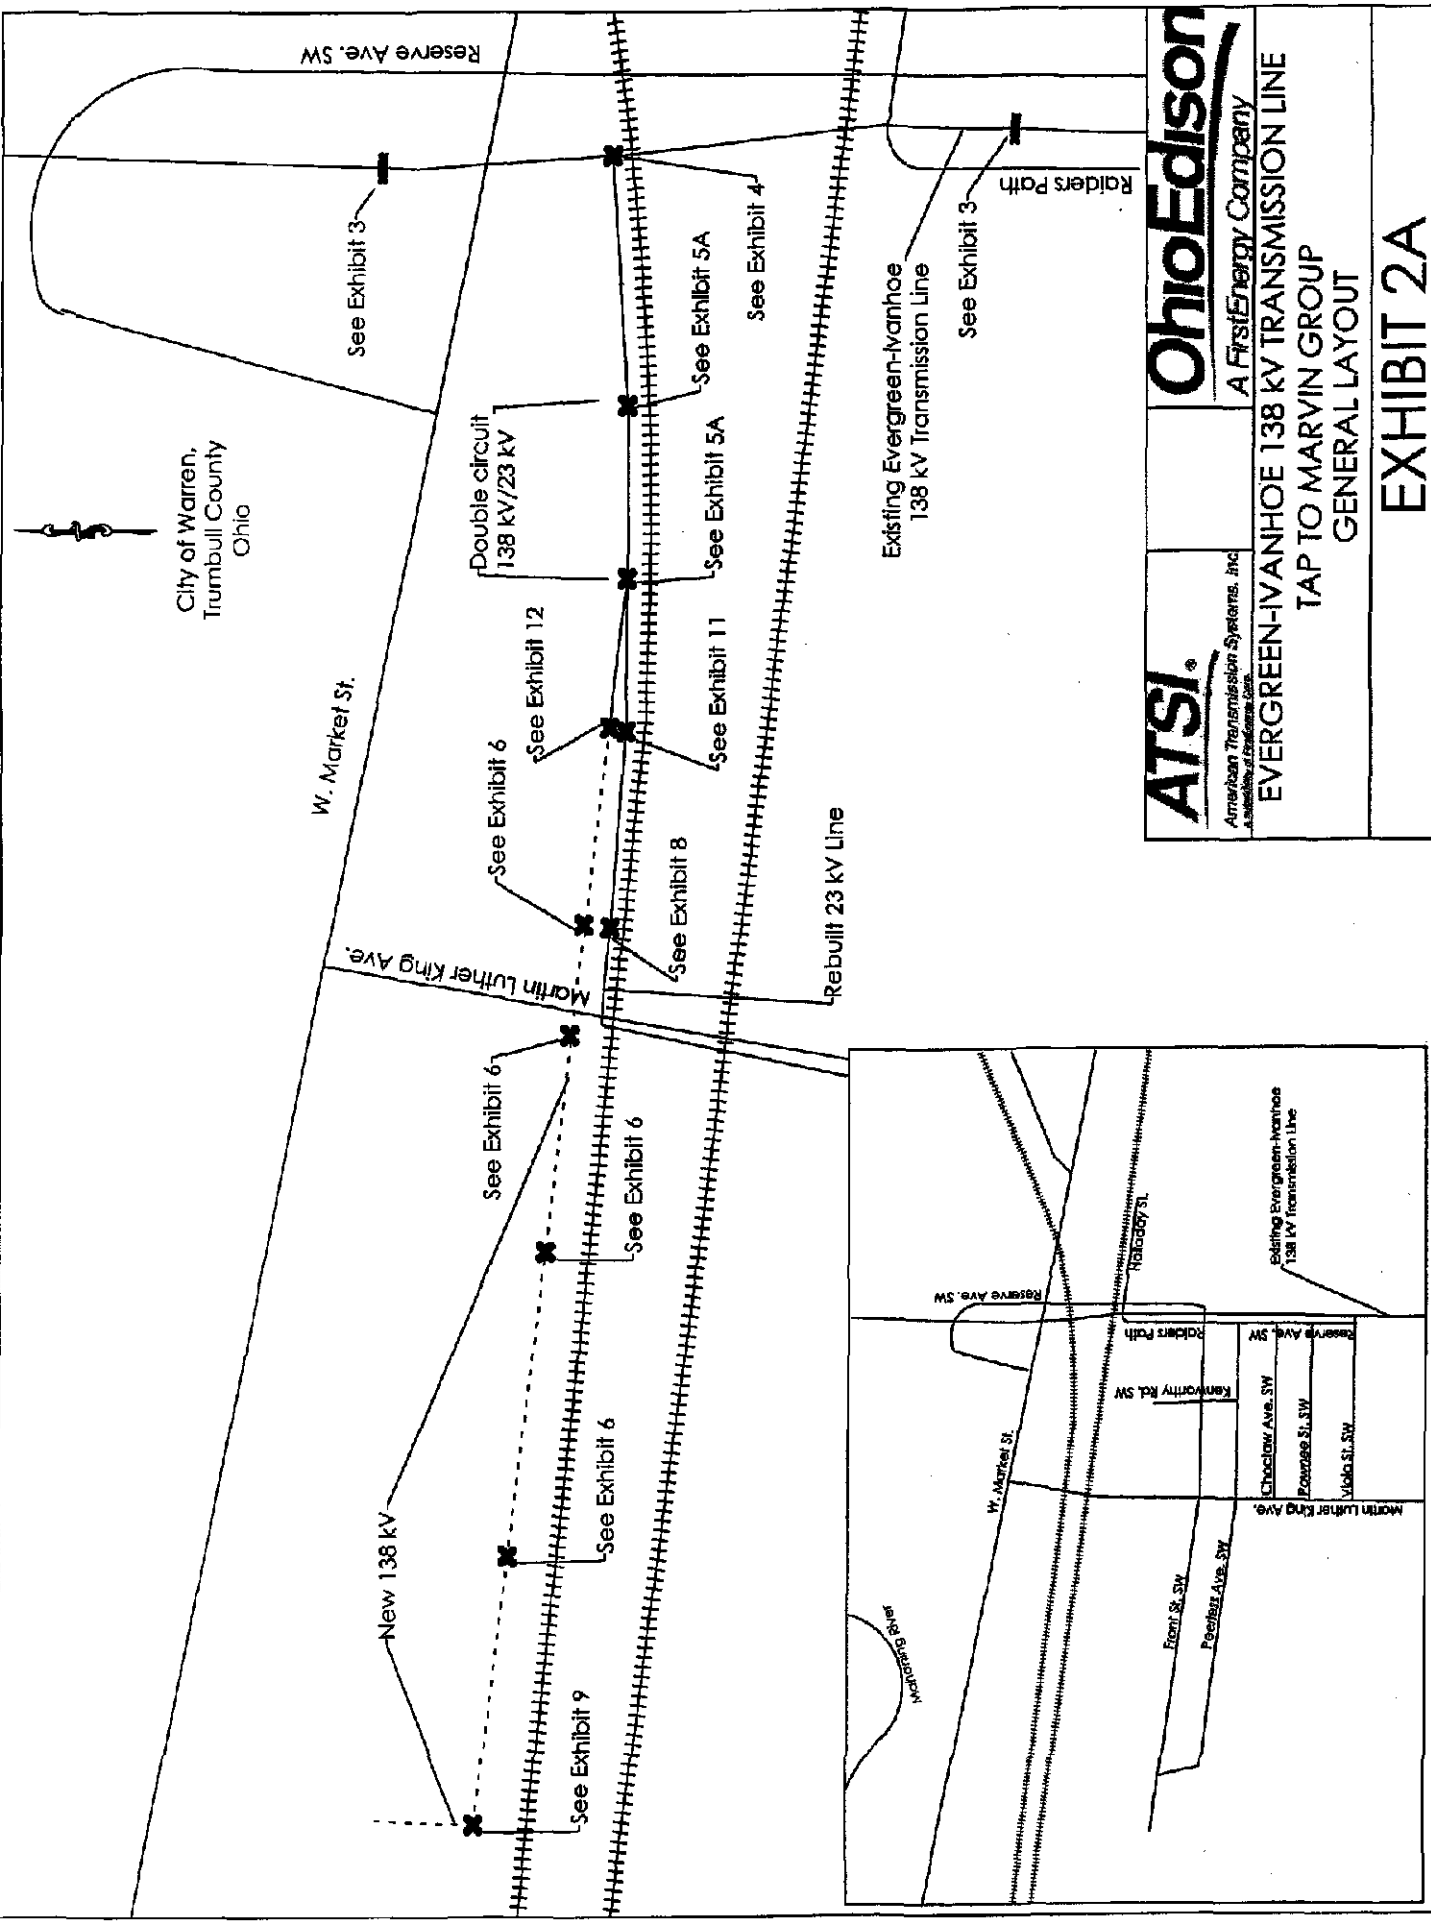 City of Warren,
Trumbull County
Ohio
Reserve Ave. SW
W. Market St.
See Exhibit 3
New 138 kV
See Exhibit 6
See Exhibit 6
See Exhibit 12
Double circuit
138 kV/23 kV
Martin Luther King Ave.
See Exhibit 9
See Exhibit 6
See Exhibit 6
See Exhibit 8
See Exhibit 11
See Exhibit 5A
See Exhibit 5A
See Exhibit 4
Rebuilt 23 kV Line
Existing Evergreen-Ivanhoe
138 kV Transmission Line
See Exhibit 3
Raiders Path
Mahoning River
W. Market St.
Reserve Ave. SW
Halladay St.
Raiders Path
Kenworthy Rd. SW
Front St. SW
Peerless Ave. SW
Martin Luther King Ave.
Choctaw Ave. SW
Pawnee St. SW
Viola St. SW
Reserve Ave. SW
Existing Evergreen-Ivanhoe
138 kV Transmission Line
ATSI®
American Transmission Systems, Inc.
OhioEdison
A FirstEnergy Company
EVERGREEN-IVANHOE 138 kV TRANSMISSION LINE
TAP TO MARVIN GROUP
GENERAL LAYOUT
EXHIBIT 2A